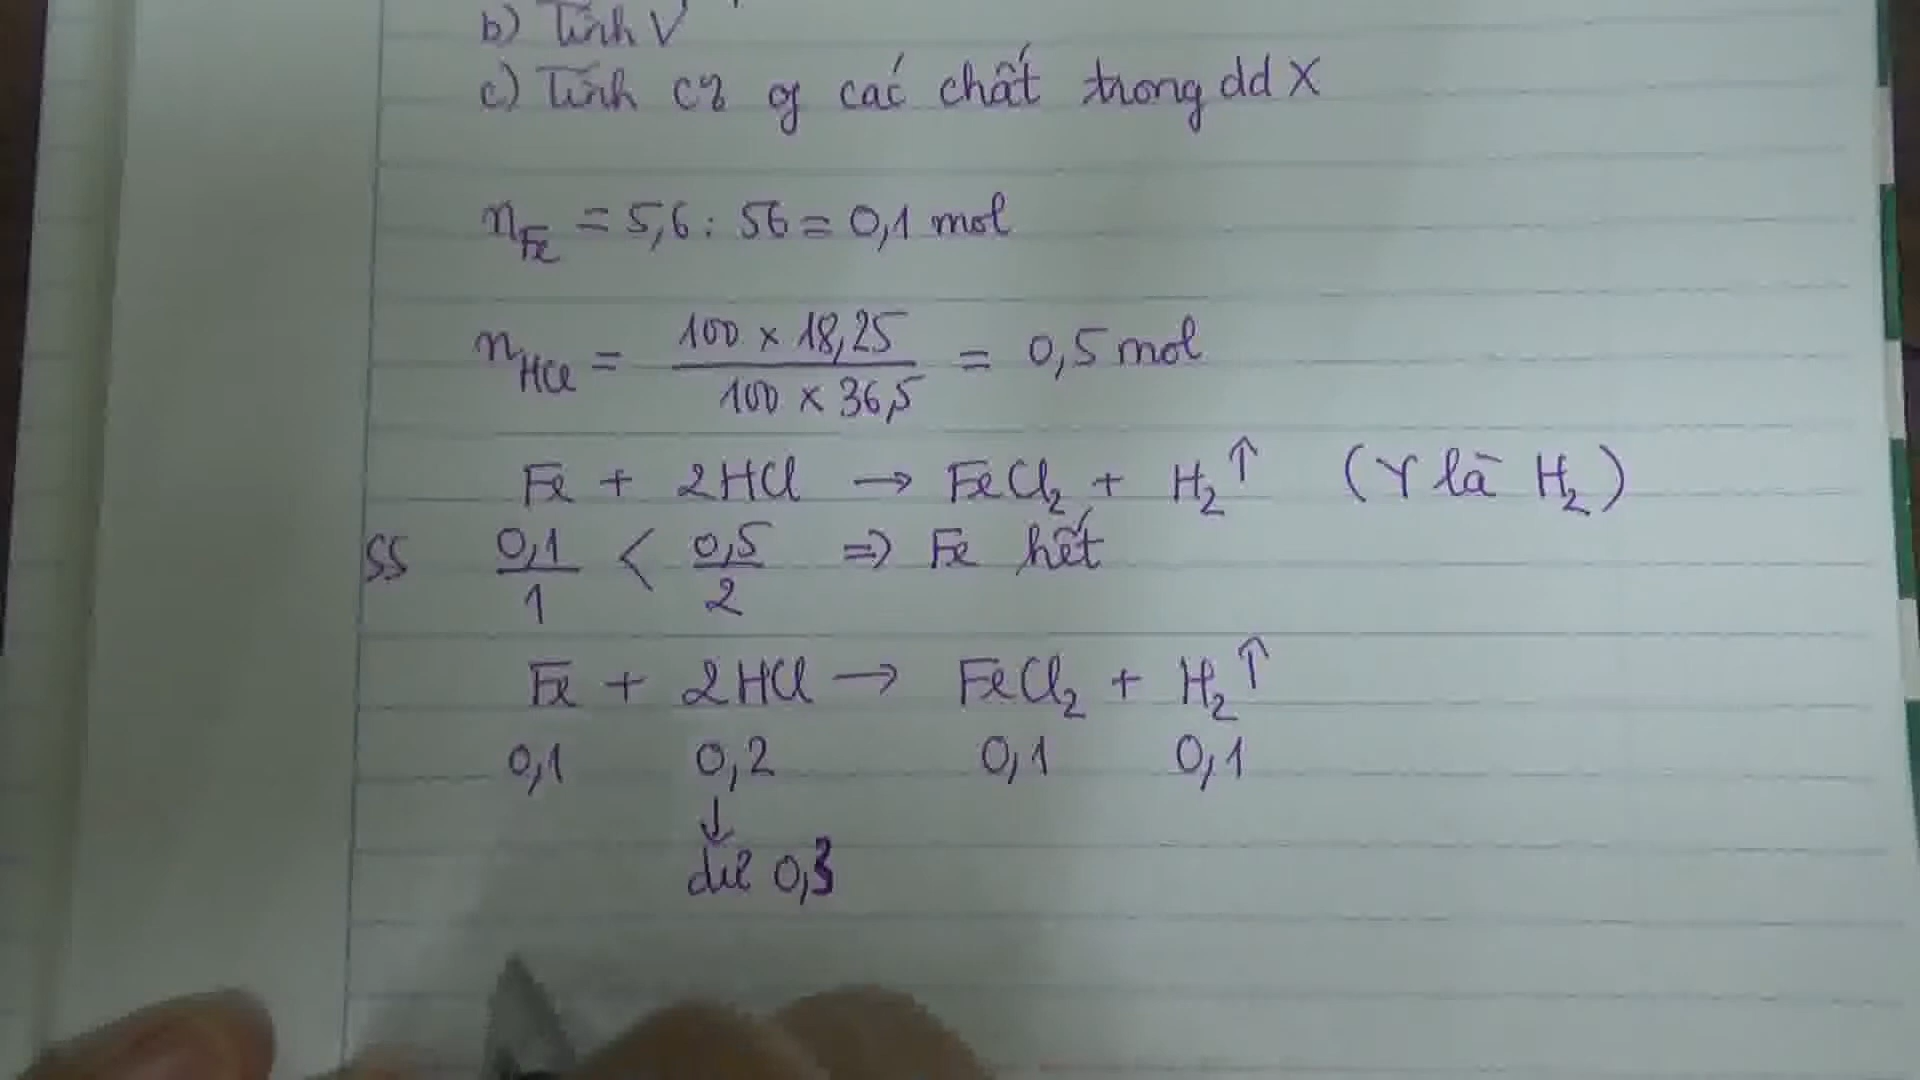 b) Tính V
c) Tính C% of các chất trong dd X
nFe = 5,6 : 56 = 0,1 mol
nHCl = 100 x 18,25 / 100 x 36,5 = 0,5 mol
Fe + 2HCl → FeCl₂ + H₂↑ (Y là H₂)
SS 0,1/1 < 0,5/2 => Fe hết
Fe + 2HCl → FeCl₂ + H₂↑
0,1 0,2 0,1 0,1
↓
dư 0,3